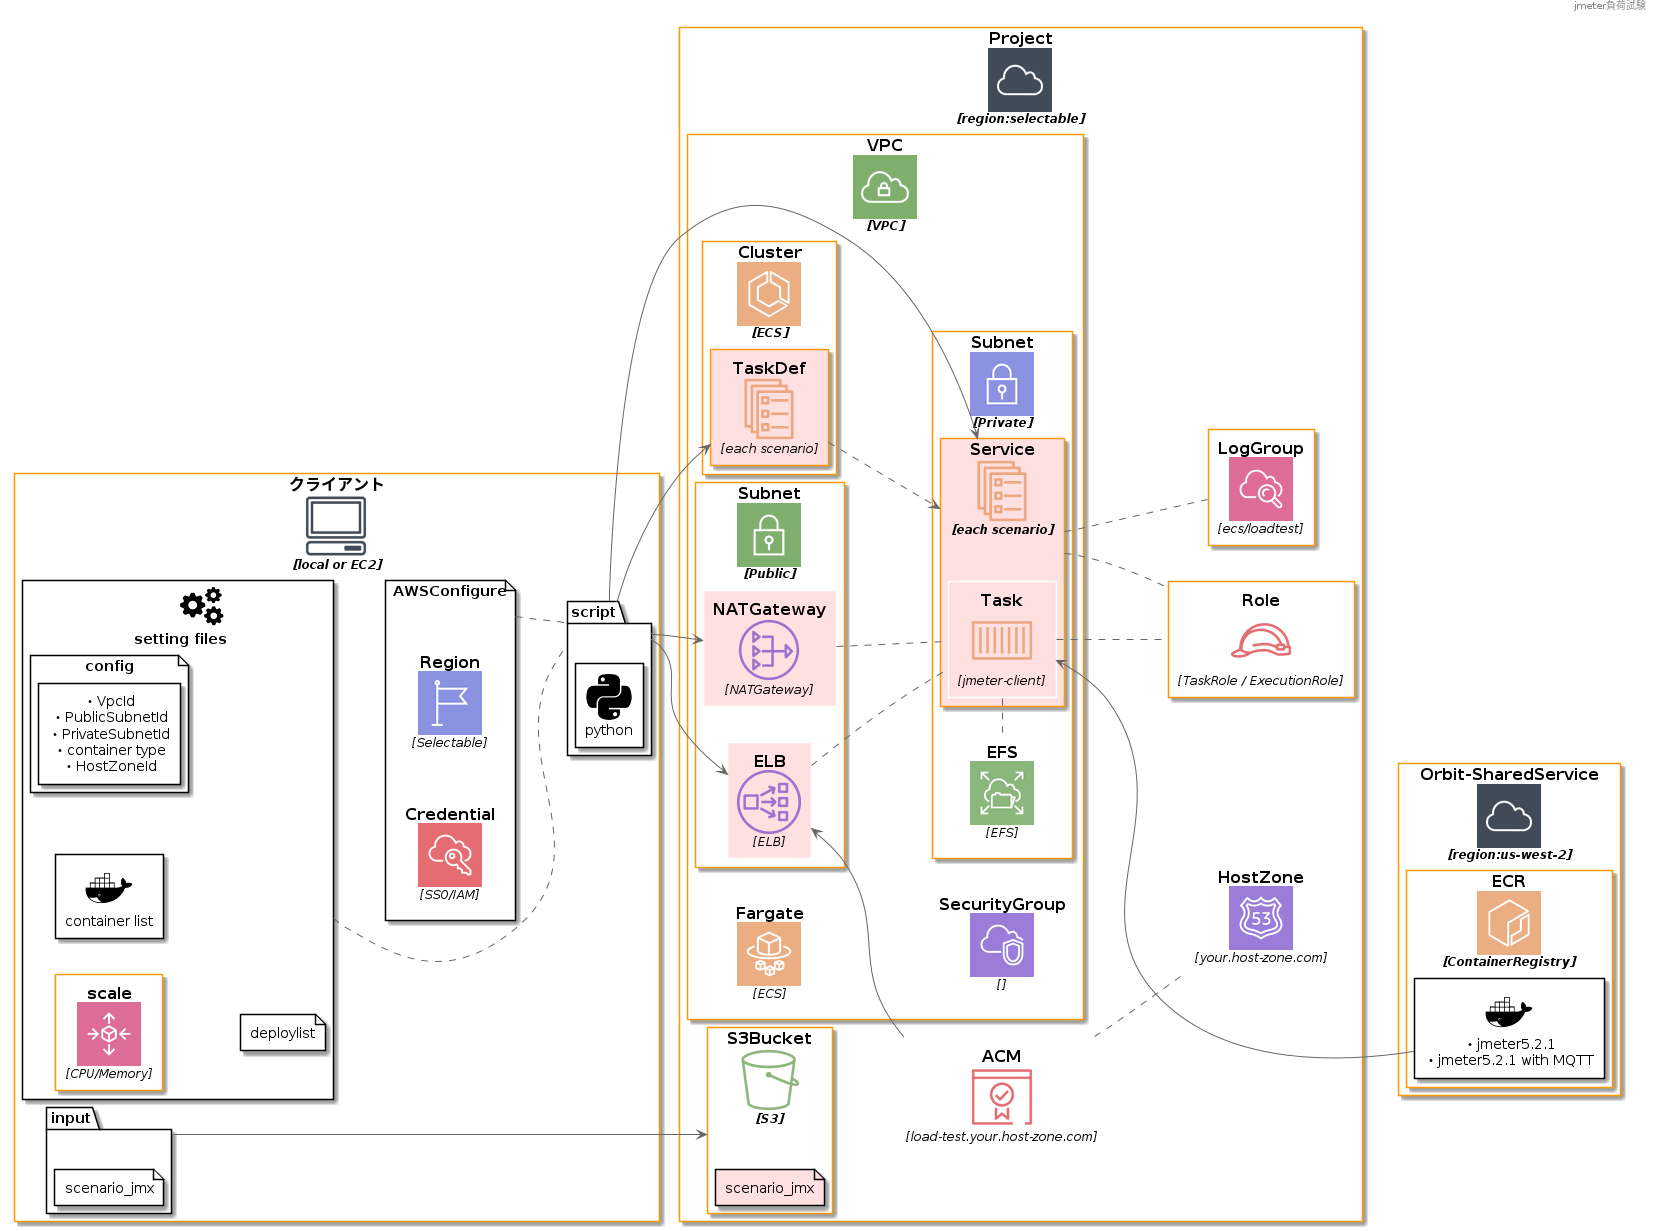 jmeter負荷試験
Project
[region:selectable]
VPC
[VPC]
Cluster
[ECS]
TaskDef
[each scenario]
Subnet
[Private]
Service
[each scenario]
Task
[jmeter-client]
EFS
[EFS]
LogGroup
[ecs/loadtest]
Role
[TaskRole / ExecutionRole]
Subnet
[Public]
NATGateway
[NATGateway]
ELB
[ELB]
Fargate
[ECS]
SecurityGroup
[]
HostZone
[your.host-zone.com]
S3Bucket
[S3]
scenario_jmx
ACM
[load-test.your.host-zone.com]
クライアント
[local or EC2]
setting files
config
• VpcId
• PublicSubnetId
• PrivateSubnetId
• container type
• HostZoneId
container list
scale
[CPU/Memory]
deploylist
AWSConfigure
Region
[Selectable]
Credential
[SSO/IAM]
script
python
input
scenario_jmx
Orbit-SharedService
[region:us-west-2]
ECR
[ContainerRegistry]
• jmeter5.2.1
• jmeter5.2.1 with MQTT
53